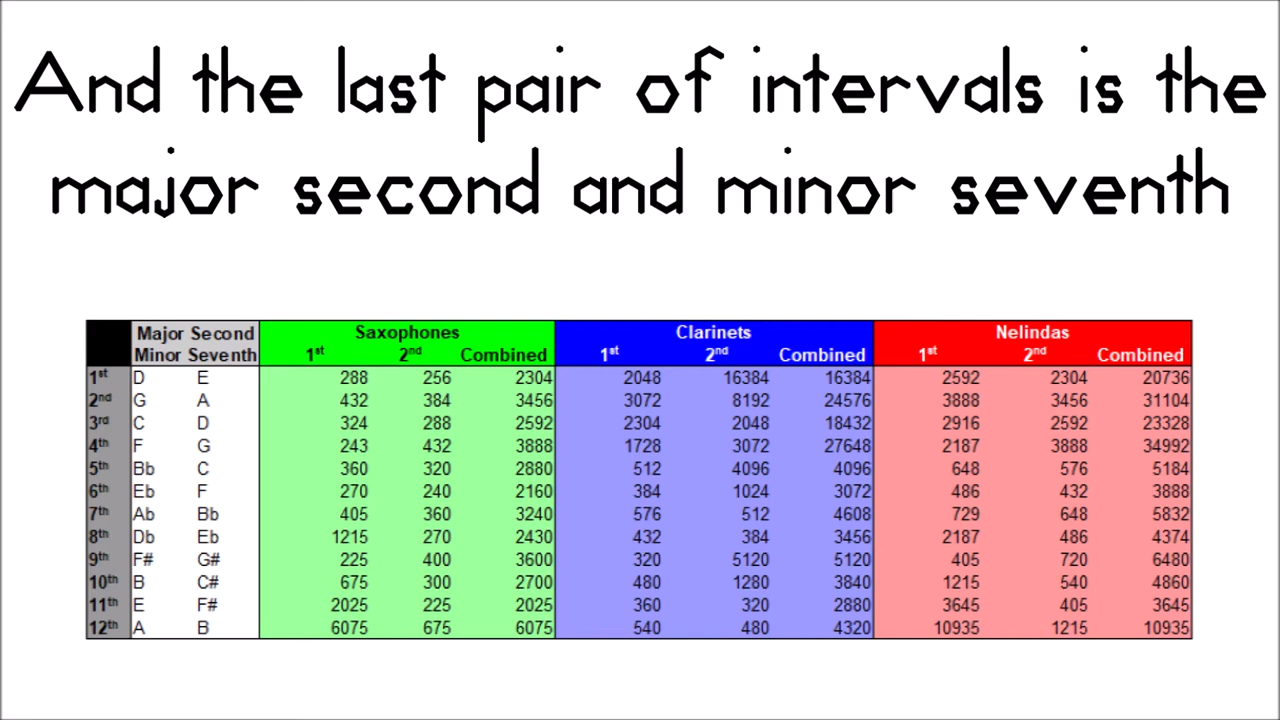 And the last pair of intervals is the
major second and minor seventh
Major Second Saxophones Clarinets Nelindas
Minor Seventh 1st 2nd Combined 1st 2nd Combined 1st 2nd Combined
1st D E 288 256 2304 2048 16384 16384 2592 2304 20736
2nd G A 432 384 3456 3072 8192 24576 3888 3456 31104
3rd C D 324 288 2592 2304 2048 18432 2916 2592 23328
4th F G 243 432 3888 1728 3072 27648 2187 3888 34992
5th Bb C 360 320 2880 512 4096 4096 648 576 5184
6th Eb F 270 240 2160 384 1024 3072 486 432 3888
7th Ab Bb 405 360 3240 576 512 4608 729 648 5832
8th Db Eb 1215 270 2430 432 384 3456 2187 486 4374
9th F# G# 225 400 3600 320 5120 5120 405 720 6480
10th B C# 675 300 2700 480 1280 3840 1215 540 4860
11th E F# 2025 225 2025 360 320 2880 3645 405 3645
12th A B 6075 675 6075 540 480 4320 10935 1215 10935